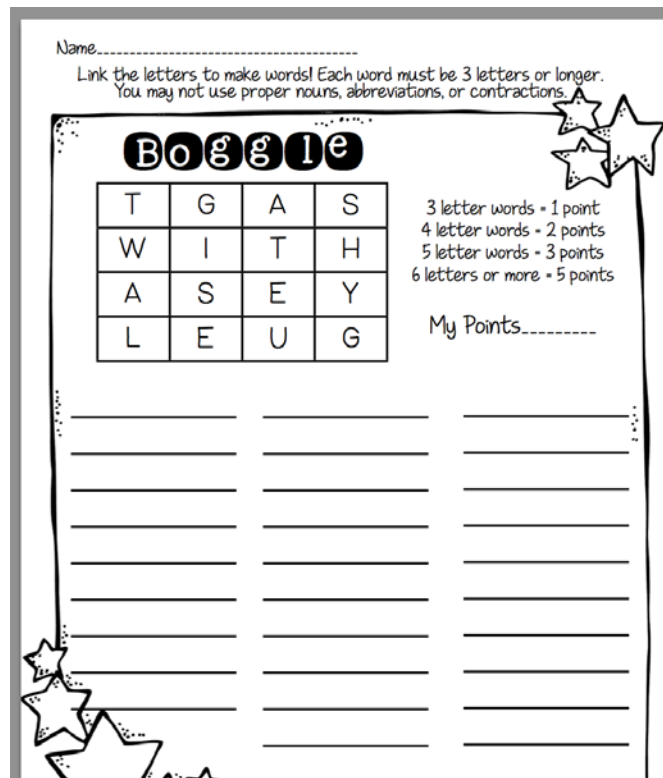 Name
Link the letters to make words! Each word must be 3 letters or longer.
You may not use proper nouns, abbreviations, or contractions.
Boggle
T G A S
W I T H
A S E Y
L E U G
3 letter words = 1 point
4 letter words = 2 points
5 letter words = 3 points
6 letters or more = 5 points
My Points